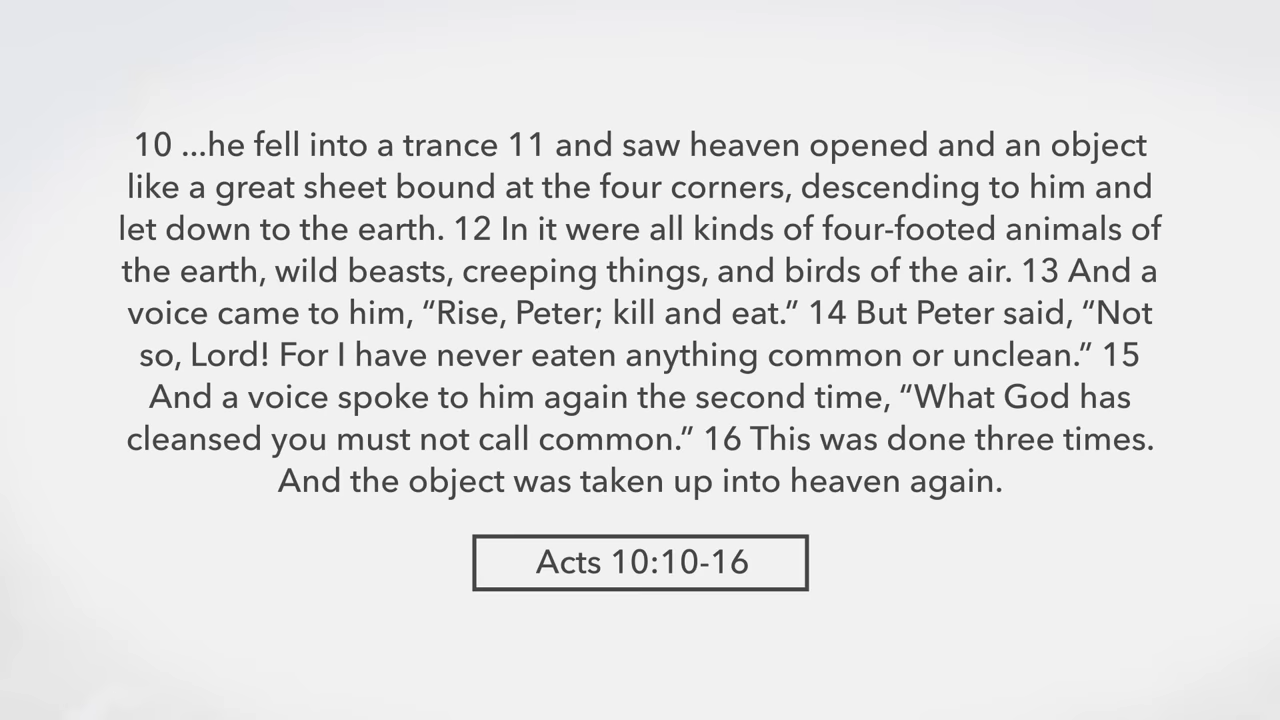 10 ...he fell into a trance 11 and saw heaven opened and an object
like a great sheet bound at the four corners, descending to him and
let down to the earth. 12 In it were all kinds of four-footed animals of
the earth, wild beasts, creeping things, and birds of the air. 13 And a
voice came to him, “Rise, Peter; kill and eat.” 14 But Peter said, “Not
so, Lord! For I have never eaten anything common or unclean.” 15
And a voice spoke to him again the second time, “What God has
cleansed you must not call common.” 16 This was done three times.
And the object was taken up into heaven again.
Acts 10:10-16